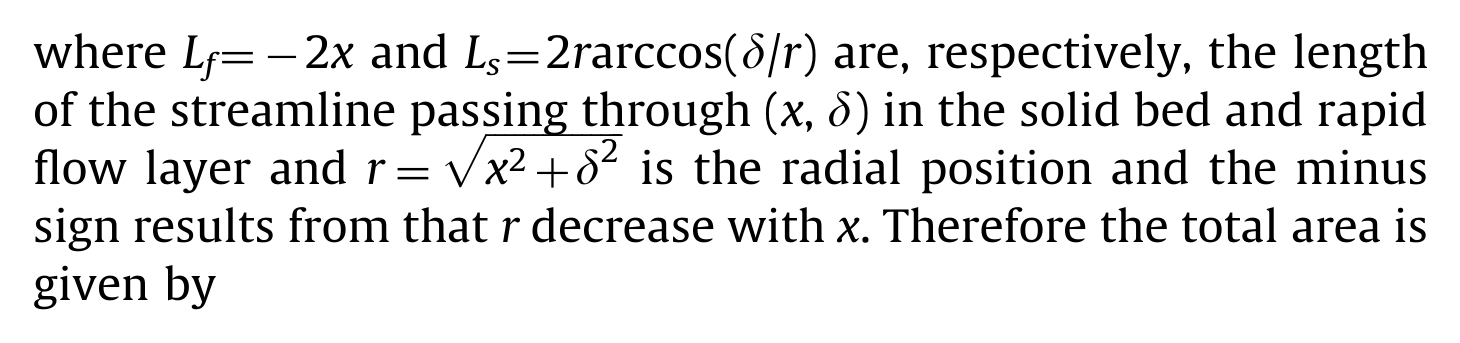 where L_f= −2x and L_s=2rarccos(δ/r) are, respectively, the length
of the streamline passing through (x, δ) in the solid bed and rapid
flow layer and r = √(x² + δ²) is the radial position and the minus
sign results from that r decrease with x. Therefore the total area is
given by